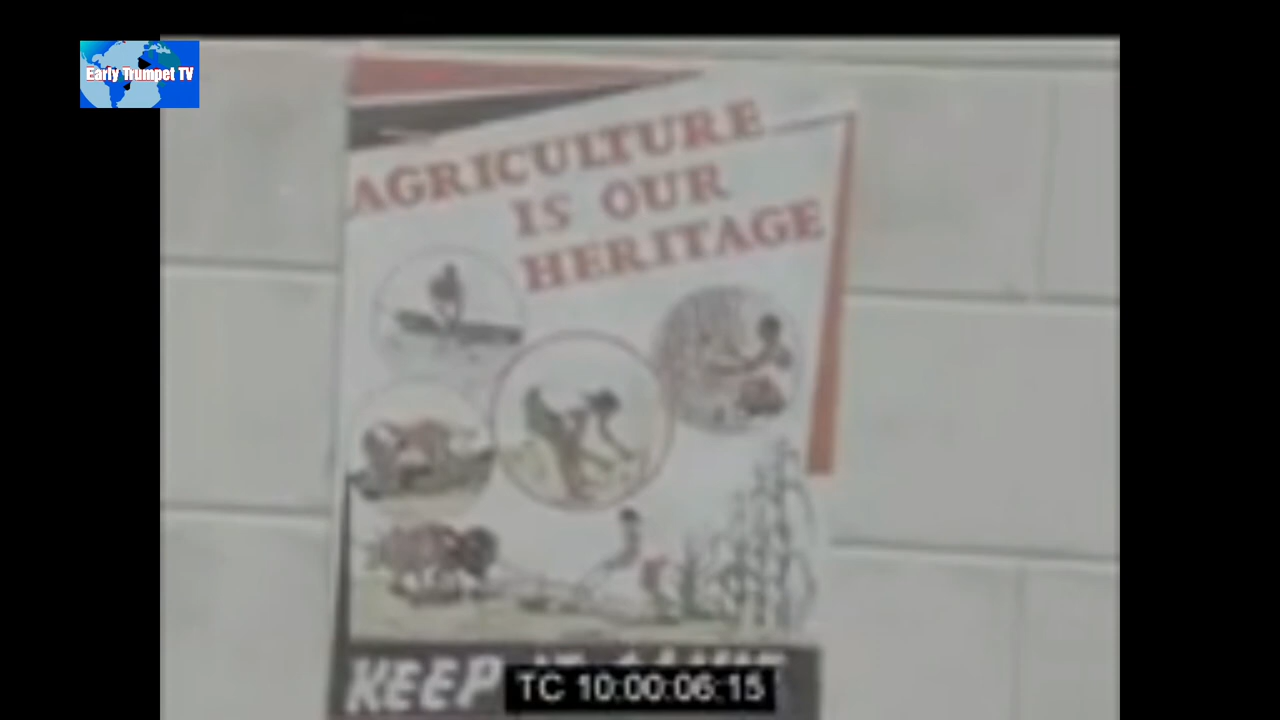 Early Trumpet TV
AGRICULTURE
IS OUR
HERITAGE
KEEP
TC 10:00:06:15